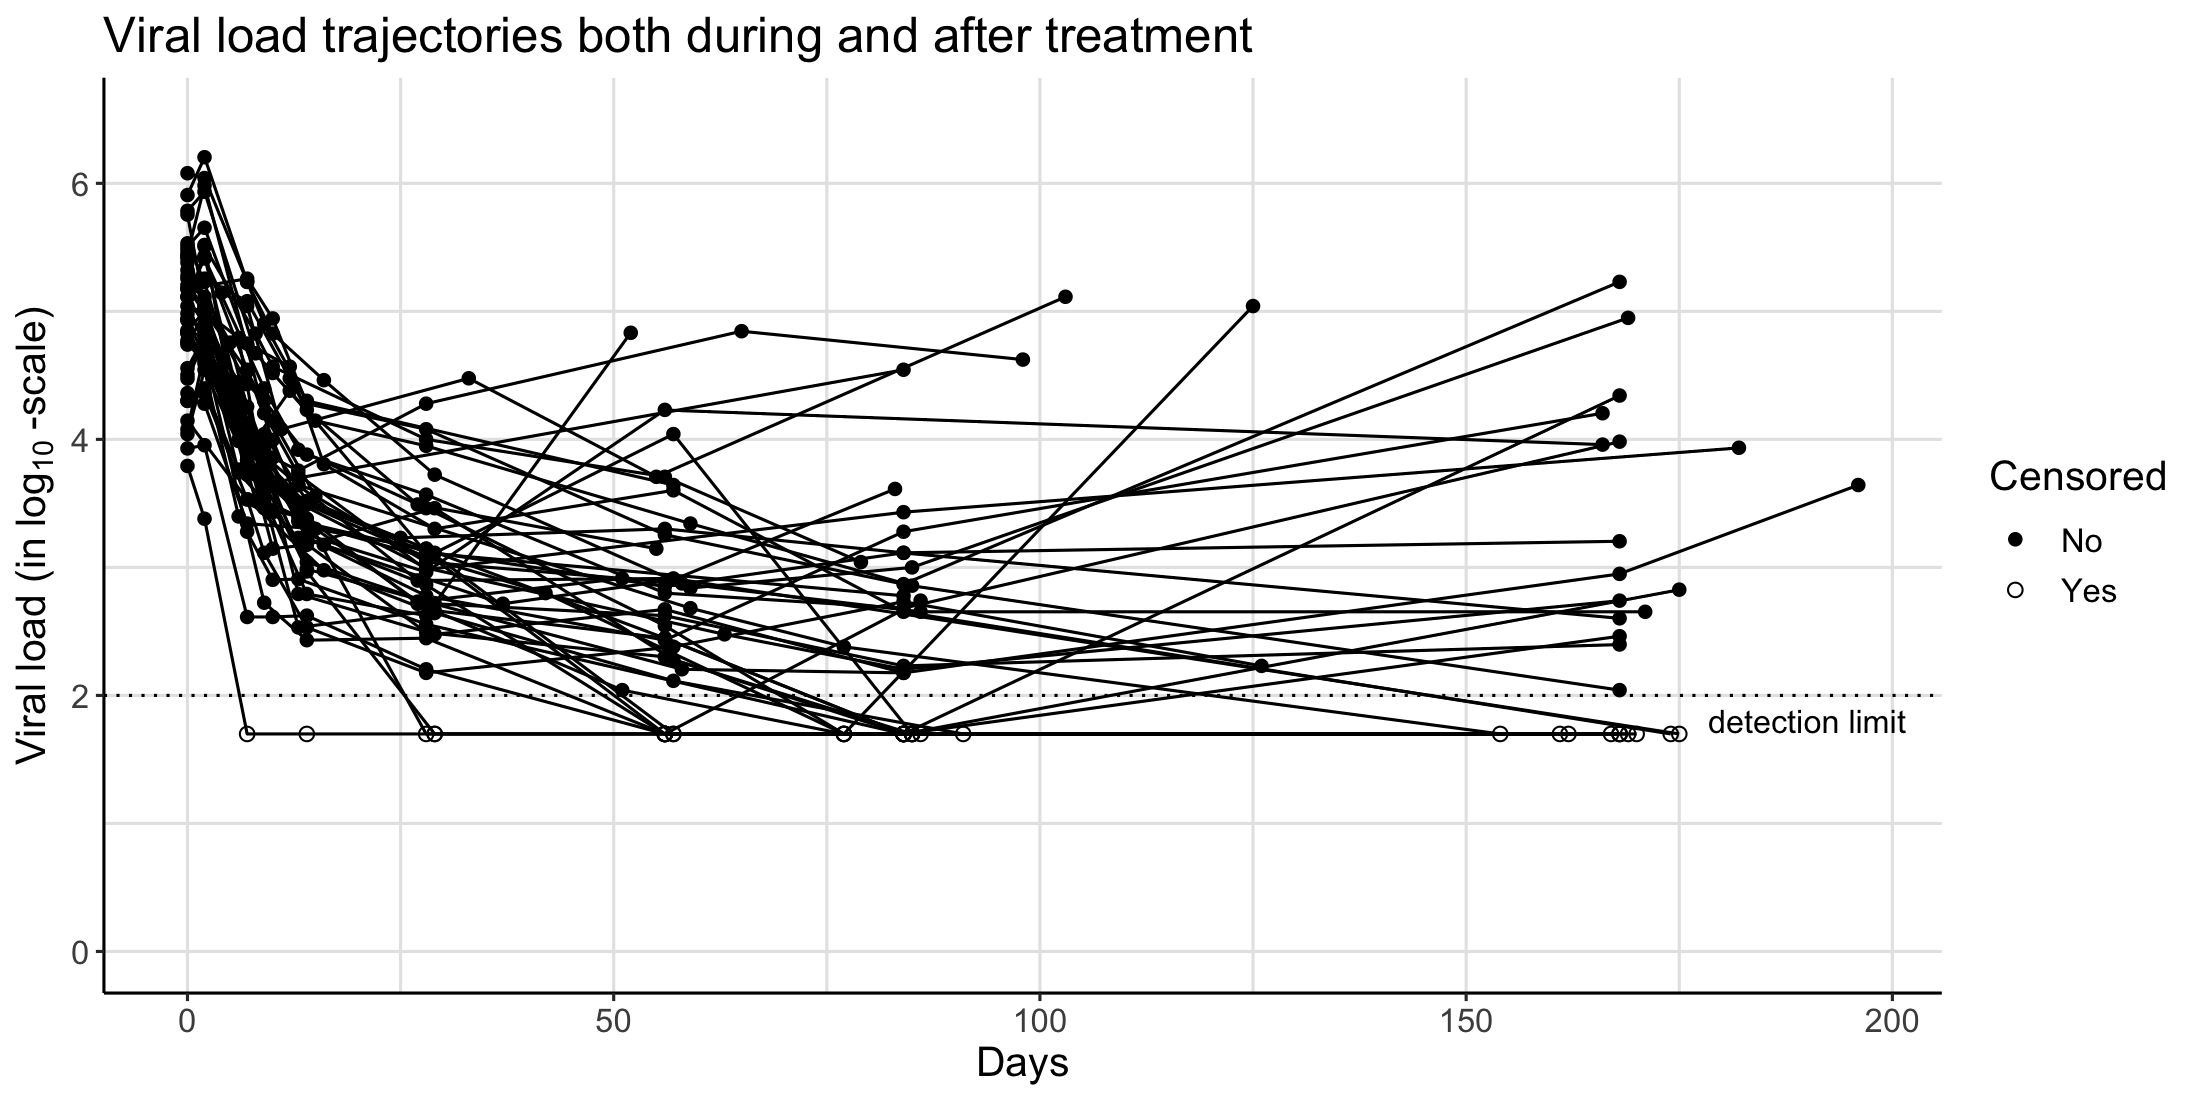 Viral load trajectories both during and after treatment
Viral load (in log10 -scale)
6
4
2
0
detection limit
0 50 100 150 200
Days
Censored
No
Yes